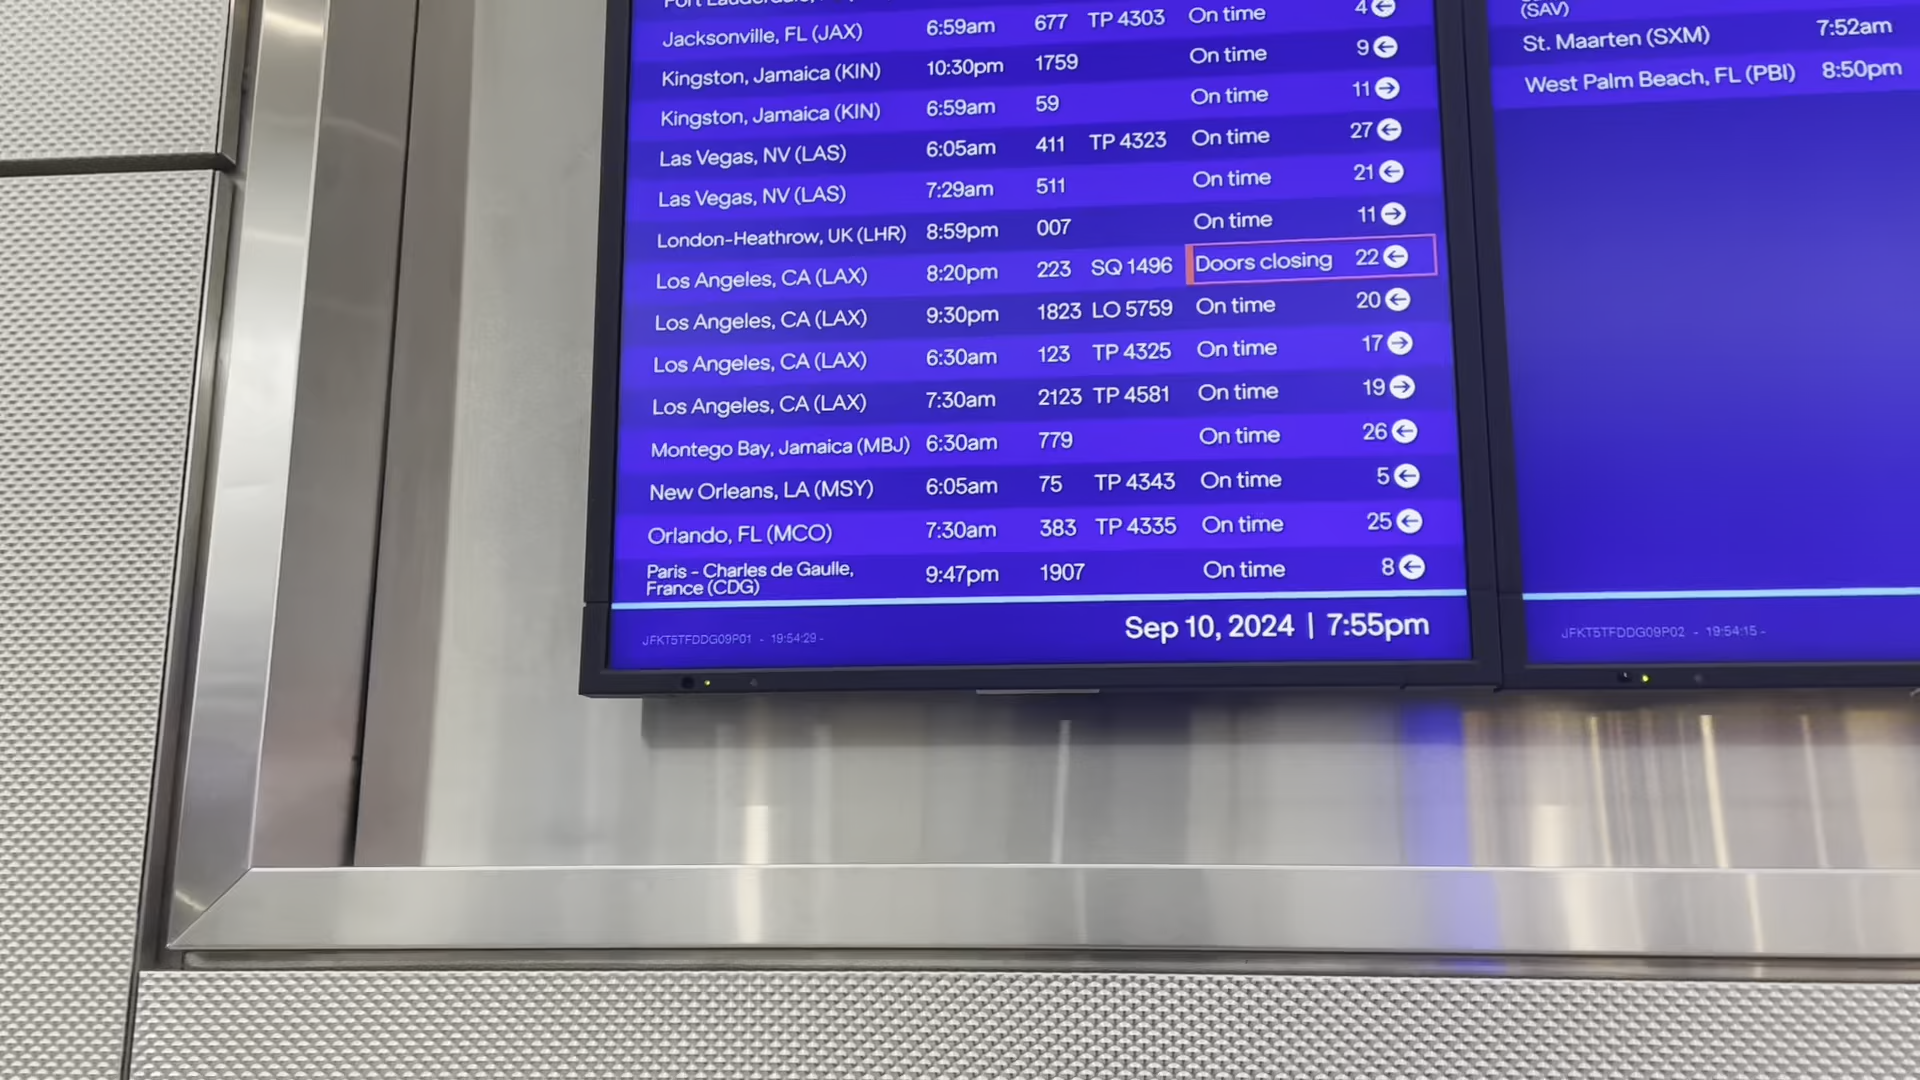 Fort Lauderdale,
Jacksonville, FL (JAX) 6:59am 677 TP 4303 On time 4
Kingston, Jamaica (KIN) 10:30pm 1759 On time 9
Kingston, Jamaica (KIN) 6:59am 59 On time 11
Las Vegas, NV (LAS) 6:05am 411 TP 4323 On time 27
Las Vegas, NV (LAS) 7:29am 511 On time 21
London-Heathrow, UK (LHR) 8:59pm 007 On time 11
Los Angeles, CA (LAX) 8:20pm 223 SQ 1496 Doors closing 22
Los Angeles, CA (LAX) 9:30pm 1823 LO 5759 On time 20
Los Angeles, CA (LAX) 6:30am 123 TP 4325 On time 17
Los Angeles, CA (LAX) 7:30am 2123 TP 4581 On time 19
Montego Bay, Jamaica (MBJ) 6:30am 779 On time 26
New Orleans, LA (MSY) 6:05am 75 TP 4343 On time 5
Orlando, FL (MCO) 7:30am 383 TP 4335 On time 25
Paris - Charles de Gaulle,
France (CDG) 9:47pm 1907 On time 8
JFKT5TFDDG09P01 - 19:54:29 -
Sep 10, 2024 | 7:55pm
(SAV)
St. Maarten (SXM) 7:52am
West Palm Beach, FL (PBI) 8:50pm
JFKT5TFDDG09P02 - 19:54:15 -